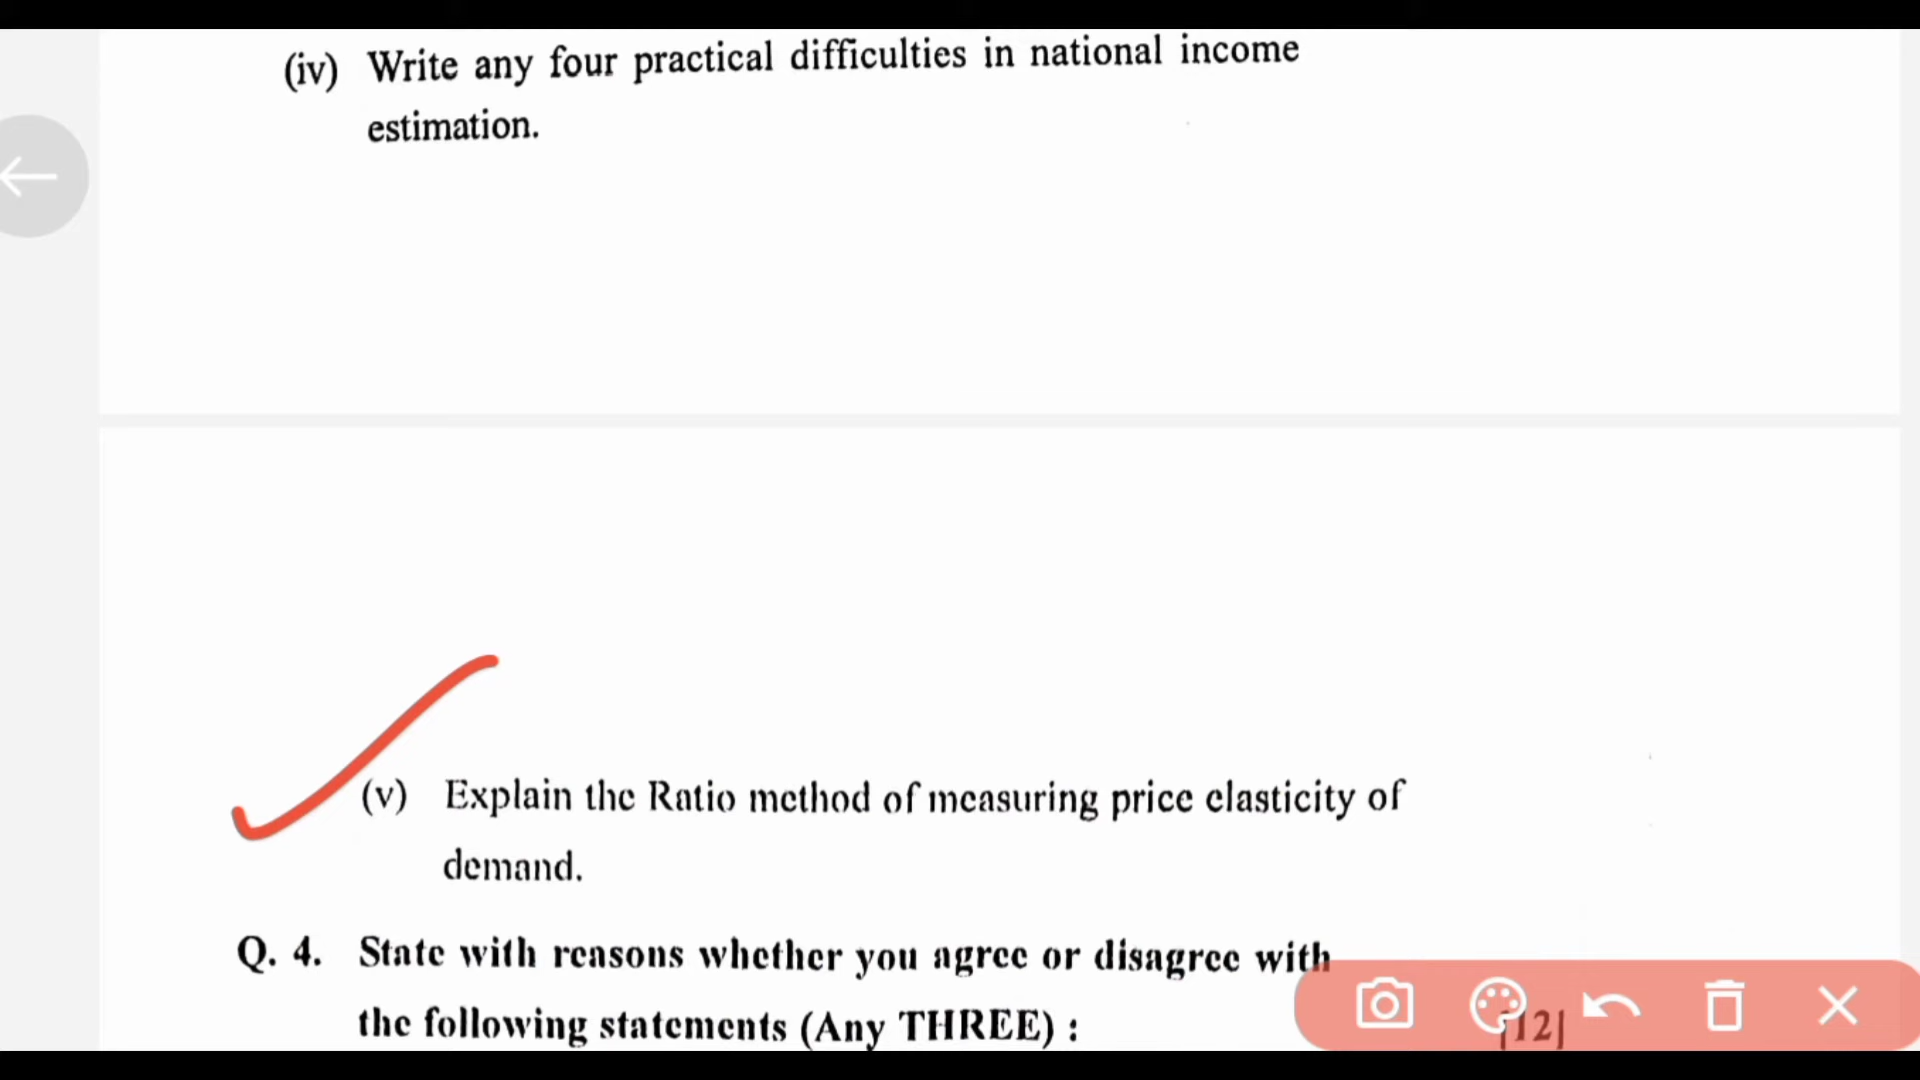 (iv) Write any four practical difficulties in national income
estimation.
(v) Explain the Ratio method of measuring price elasticity of
demand.
Q. 4. State with reasons whether you agree or disagree with
the following statements (Any THREE) :
[12]